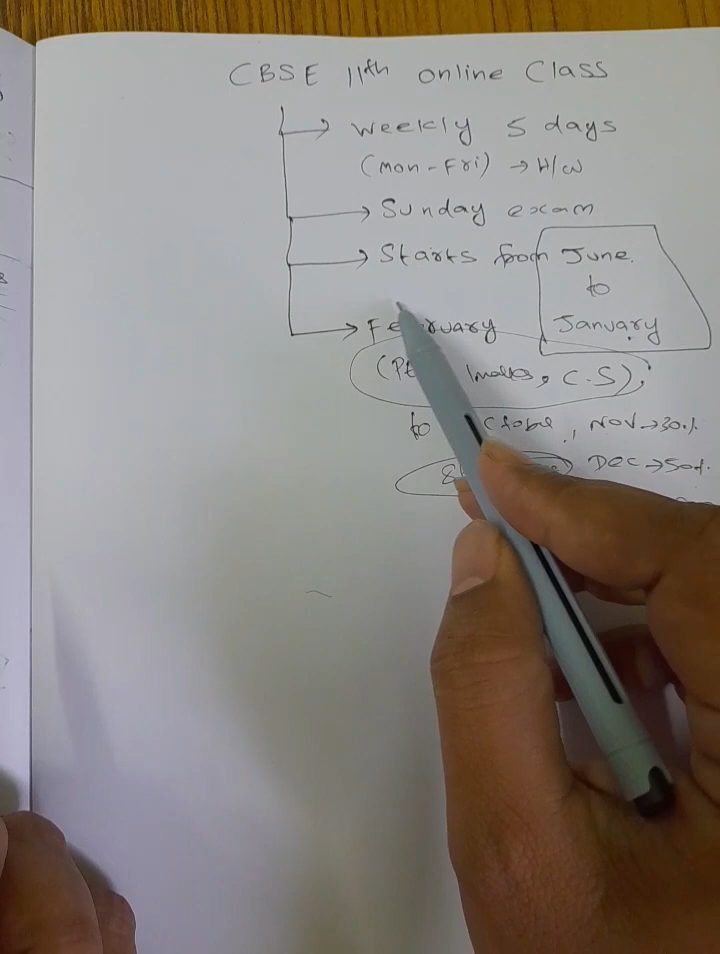 CBSE 11th online Class
→ Weekly 5 days
(Mon-Fri) → H/W
→ Sunday exam
→ Starts from June
to
January
→ February
C.S)
to Nov→30%
Dec→50%